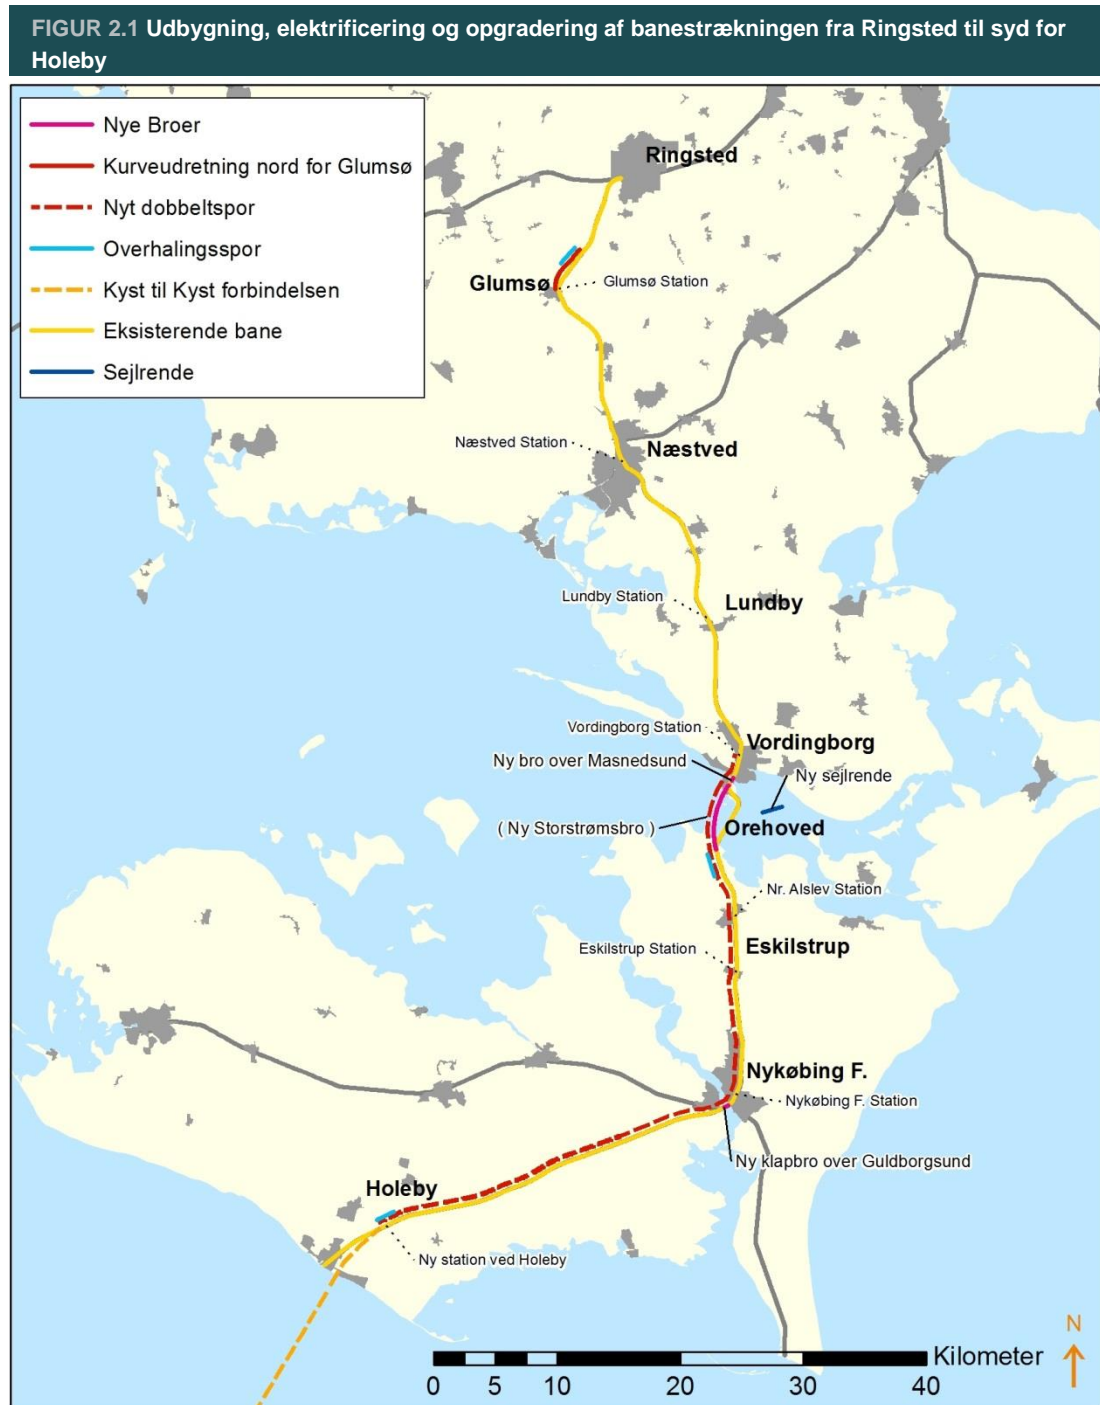 FIGUR 2.1 Udbygning, elektrificering og opgradering af banestrækningen fra Ringsted til syd for
Holeby
Nye Broer
Kurveudretning nord for Glumsø
Nyt dobbeltspor
Overhalingsspor
Kyst til Kyst forbindelsen
Eksisterende bane
Sejlrende
Ringsted
Glumsø
Glumsø Station
Næstved Station
Næstved
Lundby Station
Lundby
Vordingborg Station
Vordingborg
Ny bro over Masnedsund
Ny sejlrende
( Ny Storstrømsbro )
Orehoved
Nr. Alslev Station
Eskilstrup Station
Eskilstrup
Nykøbing F.
Nykøbing F. Station
Ny klapbro over Guldborgsund
Holeby
Ny station ved Holeby
N
Kilometer
0 5 10 20 30 40